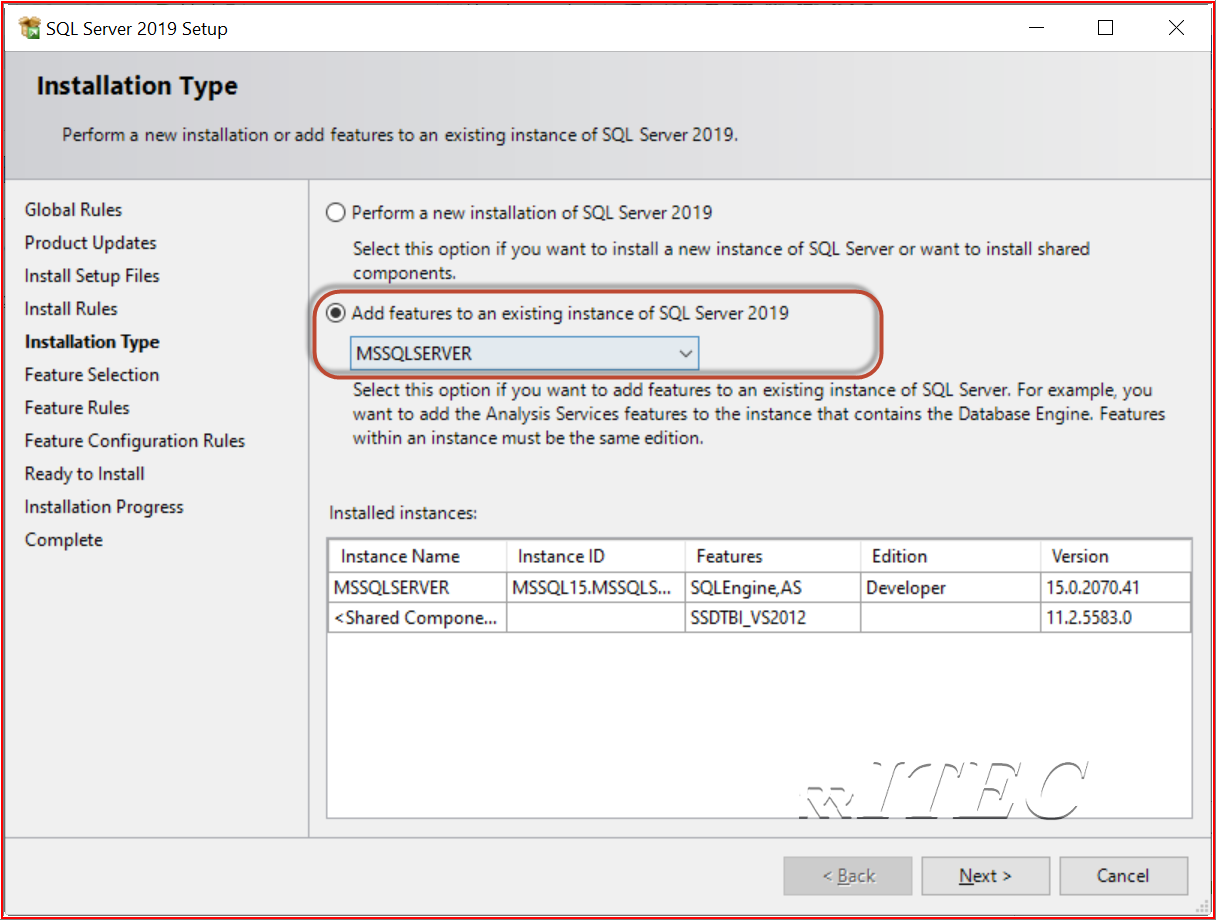 SQL Server 2019 Setup
Installation Type
Perform a new installation or add features to an existing instance of SQL Server 2019.
Global Rules
Product Updates
Install Setup Files
Install Rules
Installation Type
Feature Selection
Feature Rules
Feature Configuration Rules
Ready to Install
Installation Progress
Complete
Perform a new installation of SQL Server 2019
Select this option if you want to install a new instance of SQL Server or want to install shared
components.
Add features to an existing instance of SQL Server 2019
MSSQLSERVER
Select this option if you want to add features to an existing instance of SQL Server. For example, you
want to add the Analysis Services features to the instance that contains the Database Engine. Features
within an instance must be the same edition.
Installed instances:
Instance Name Instance ID Features Edition Version
MSSQLSERVER MSSQL15.MSSQLS... SQLEngine,AS Developer 15.0.2070.41
<Shared Compone... SSDTBI_VS2012 11.2.5583.0
ITEC
< Back Next > Cancel